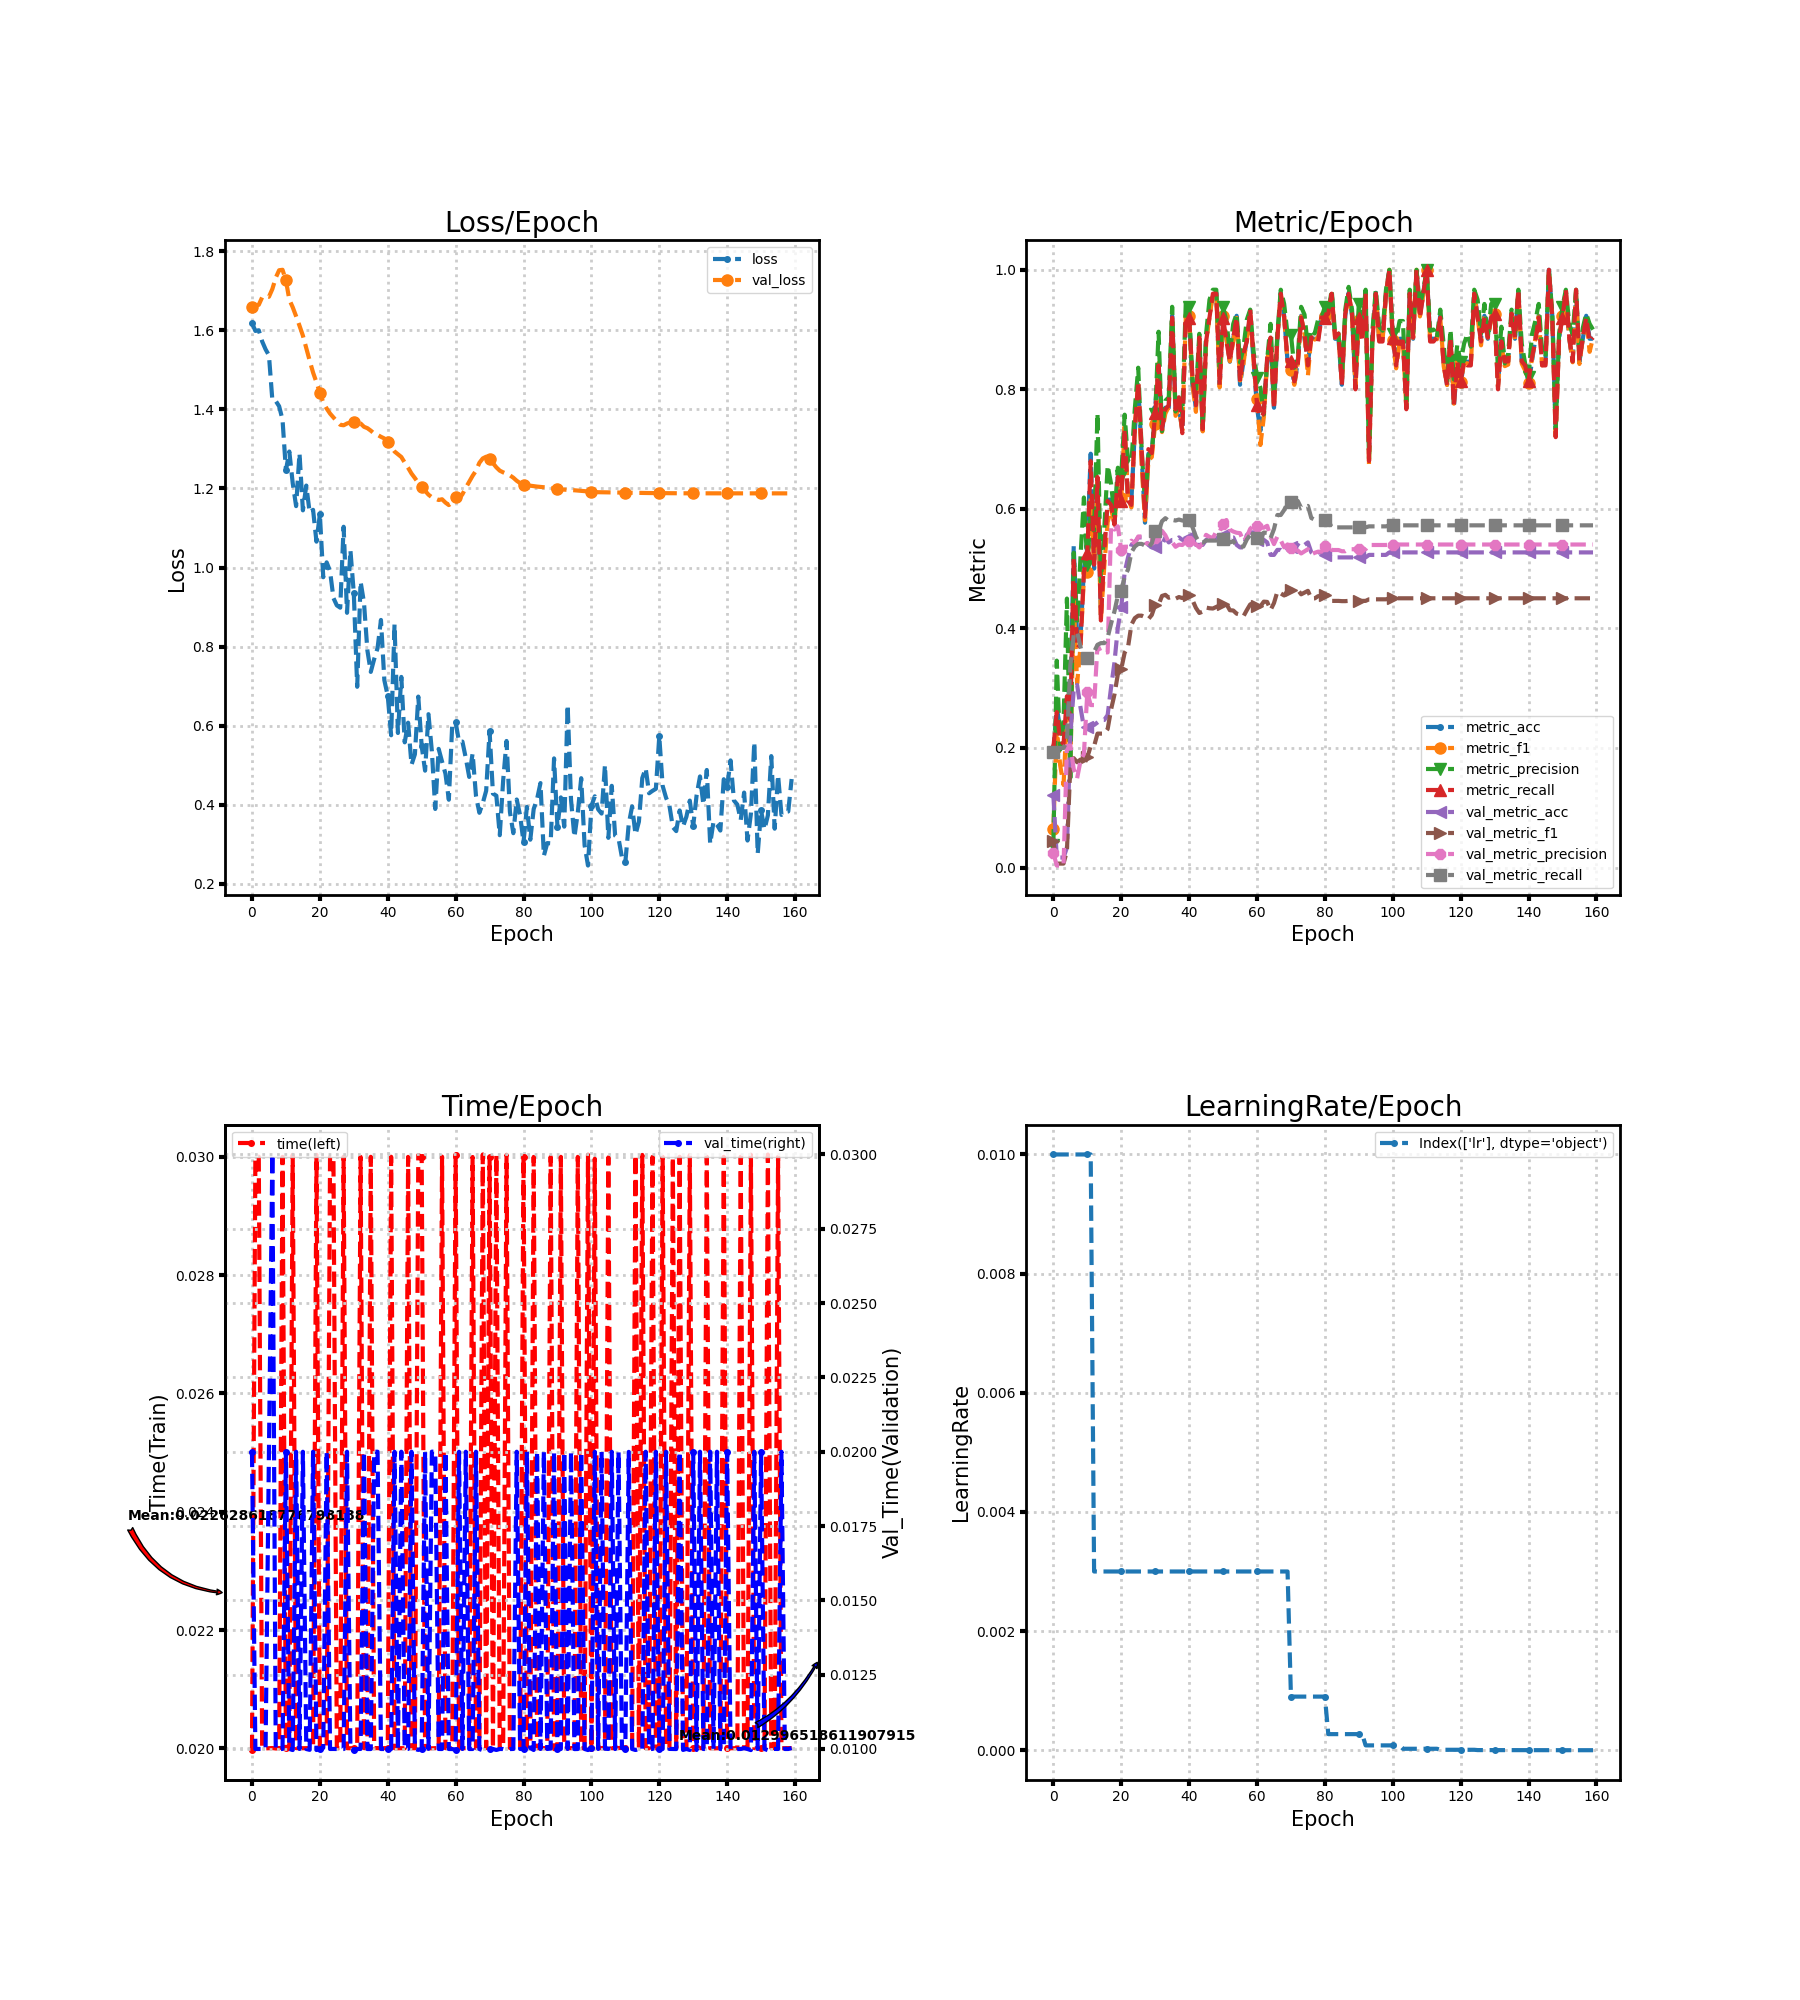 Loss/Epoch
1.8
1.6
1.4
1.2
1.0
0.8
0.6
0.4
0.2
Loss
loss
val_loss
0 20 40 60 80 100 120 140 160
Epoch
Metric/Epoch
1.0
0.8
0.6
0.4
0.2
0.0
Metric
metric_acc
metric_f1
metric_precision
metric_recall
val_metric_acc
val_metric_f1
val_metric_precision
val_metric_recall
0 20 40 60 80 100 120 140 160
Epoch
Time/Epoch
time(left)
val_time(right)
0.030
0.028
0.026
0.024
0.022
0.020
Time(Train)
0.0300
0.0275
0.0250
0.0225
0.0200
0.0175
0.0150
0.0125
0.0100
Val_Time(Validation)
Mean:0.012996518611907915
0 20 40 60 80 100 120 140 160
Epoch
LearningRate/Epoch
Index(['lr'], dtype='object')
0.010
0.008
0.006
0.004
0.002
0.000
LearningRate
0 20 40 60 80 100 120 140 160
Epoch